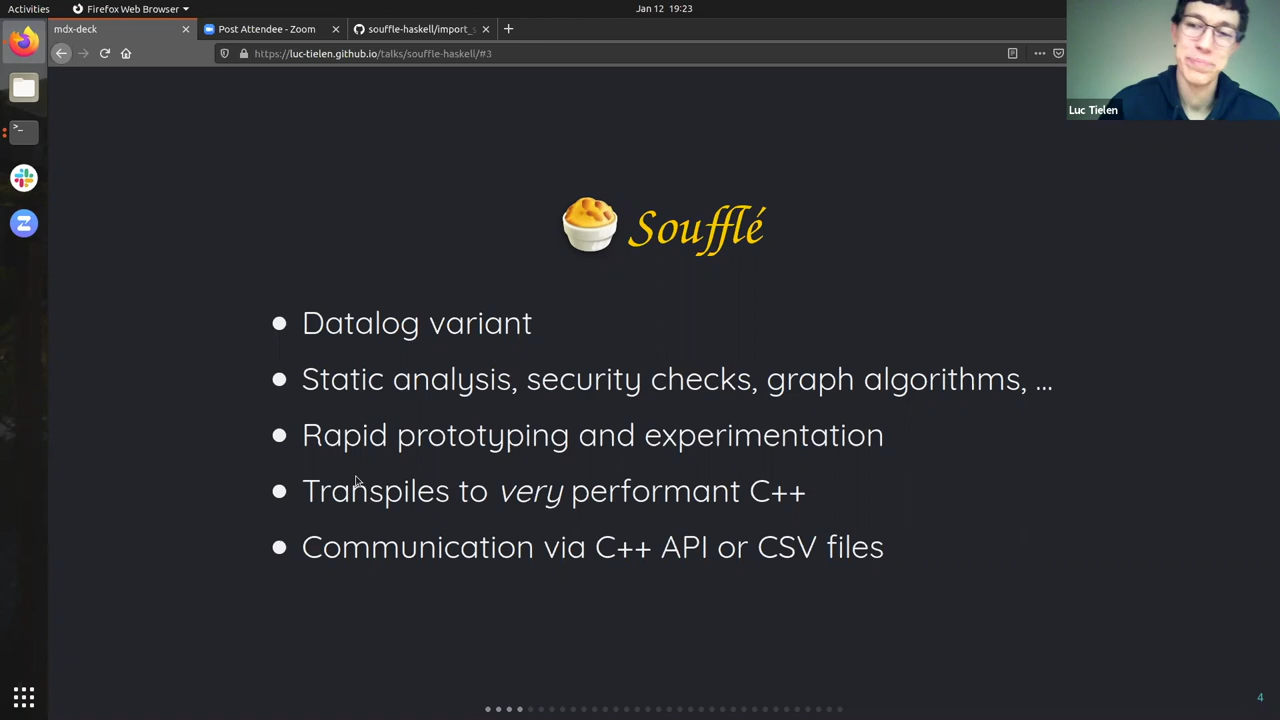 Activities
Firefox Web Browser
Jan 12 19:23
mdx-deck
Post Attendee - Zoom
souffle-haskell/import_s
https://luc-tielen.github.io/talks/souffle-haskell/#3
Luc Tielen
Soufflé
Datalog variant
Static analysis, security checks, graph algorithms, ...
Rapid prototyping and experimentation
Transpiles to very performant C++
Communication via C++ API or CSV files
4